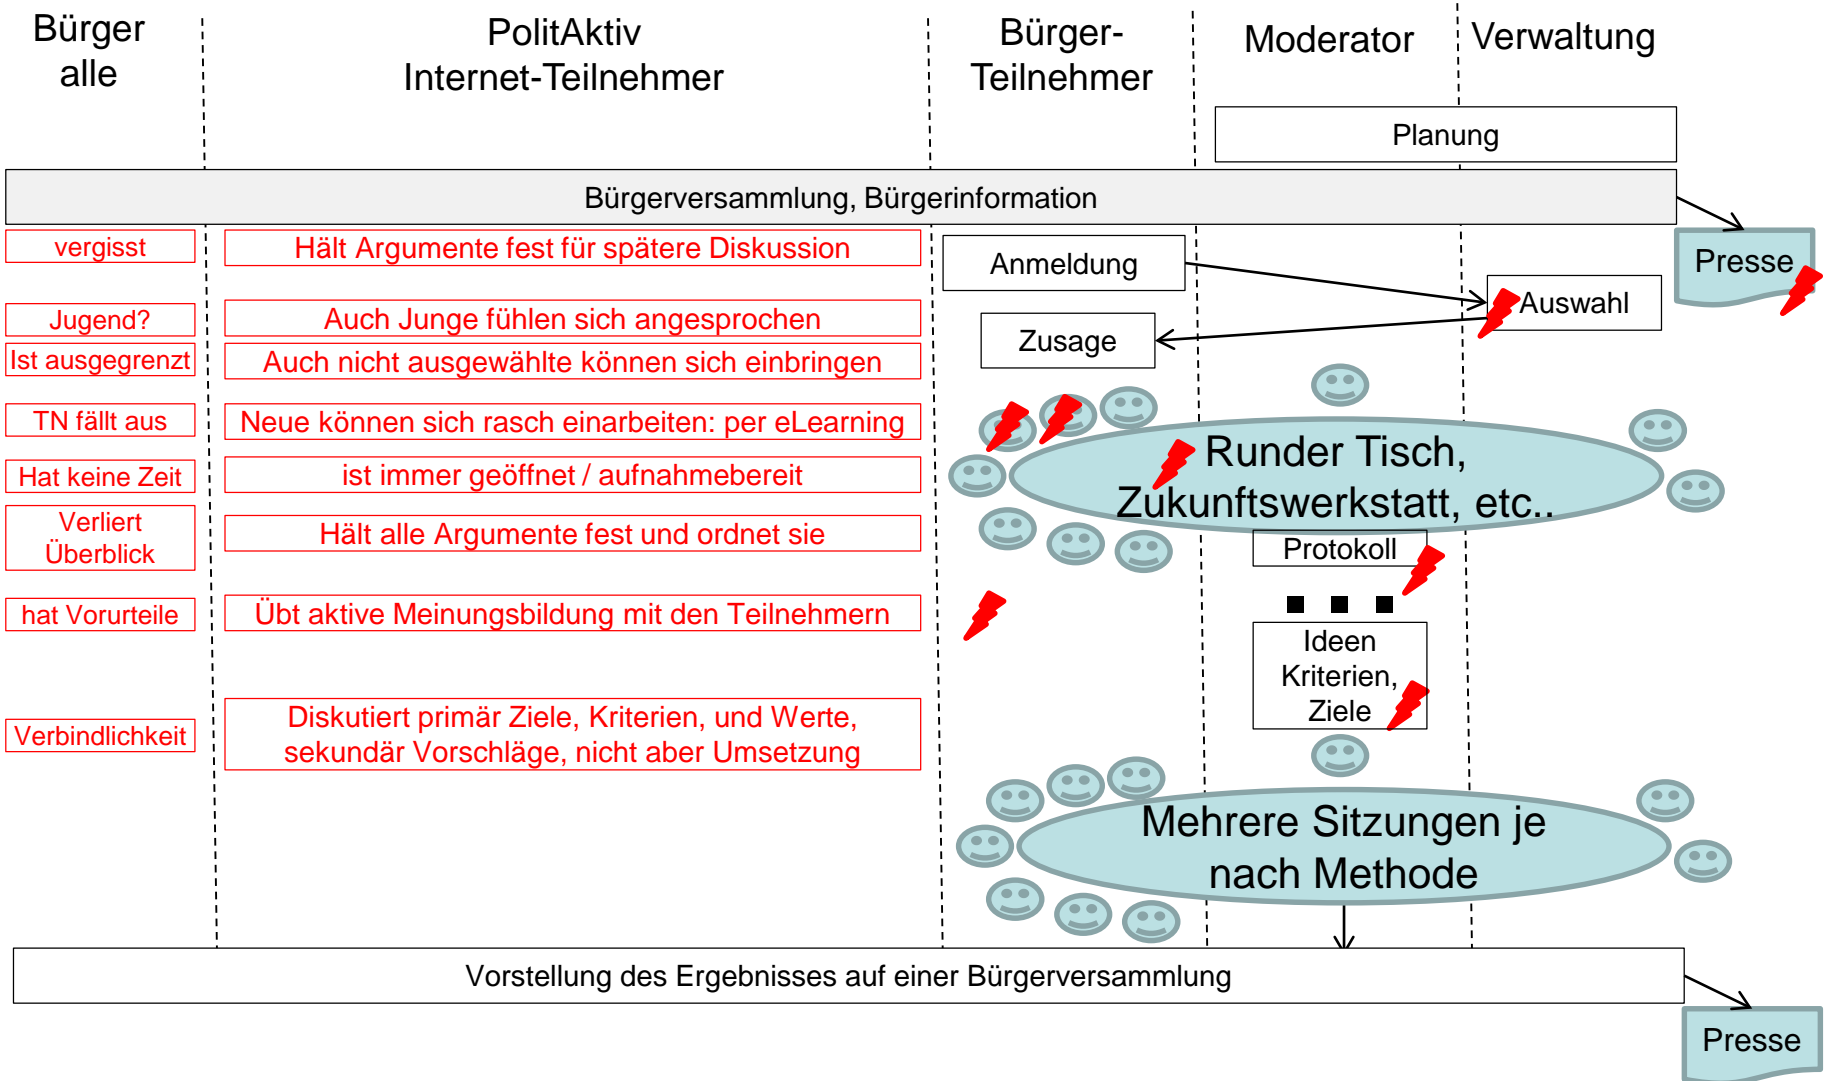 Bürger
alle
PolitAktiv
Internet-Teilnehmer
Bürger-
Teilnehmer
Moderator
Verwaltung
Planung
Bürgerversammlung, Bürgerinformation
vergisst
Hält Argumente fest für spätere Diskussion
Anmeldung
Presse
Jugend?
Auch Junge fühlen sich angesprochen
Auswahl
Zusage
Ist ausgegrenzt
Auch nicht ausgewählte können sich einbringen
TN fällt aus
Neue können sich rasch einarbeiten: per eLearning
Runder Tisch,
Zukunftswerkstatt, etc..
Hat keine Zeit
ist immer geöffnet / aufnahmebereit
Verliert
Überblick
Hält alle Argumente fest und ordnet sie
Protokoll
hat Vorurteile
Übt aktive Meinungsbildung mit den Teilnehmern
Ideen
Kriterien,
Ziele
Verbindlichkeit
Diskutiert primär Ziele, Kriterien, und Werte,
sekundär Vorschläge, nicht aber Umsetzung
Mehrere Sitzungen je
nach Methode
Vorstellung des Ergebnisses auf einer Bürgerversammlung
Presse